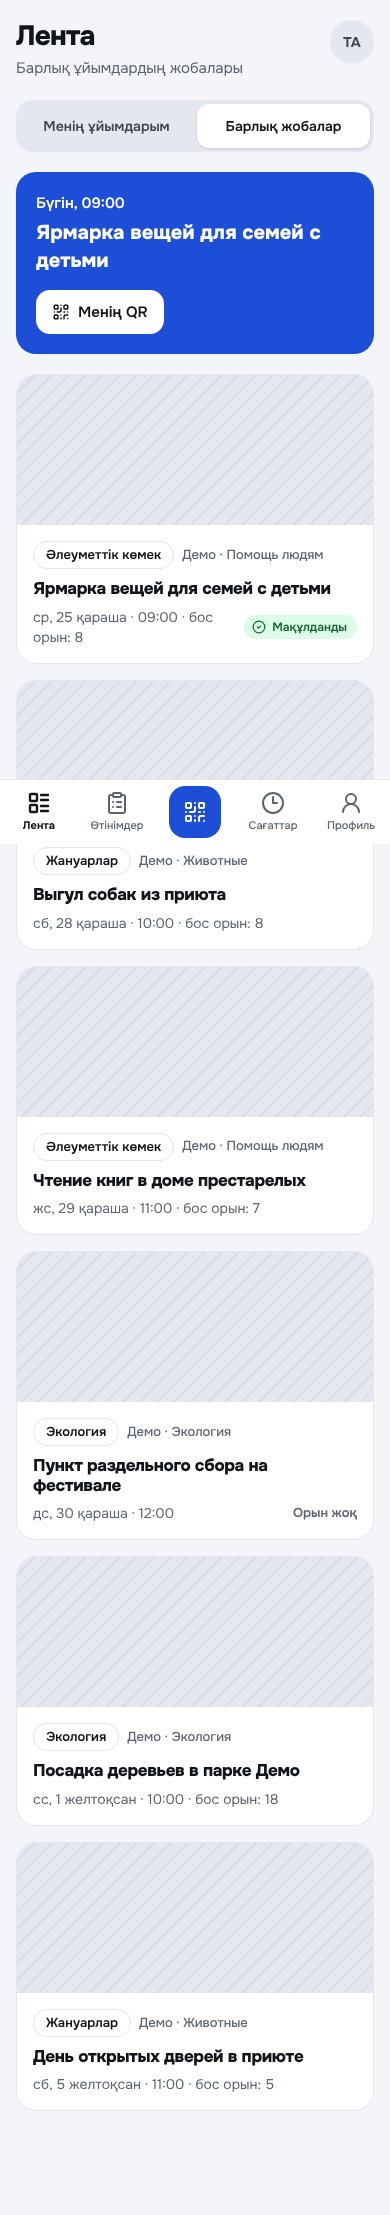 Лента
Барлық ұйымдардың жобалары
ТА
Менің ұйымдарым
Барлық жобалар
Бүгін, 09:00
Ярмарка вещей для семей с
детьми
Менің QR
Әлеуметтік көмек
Демо · Помощь людям
Ярмарка вещей для семей с детьми
ср, 25 қараша · 09:00 · бос
орын: 8
Мақұлданды
Лента
Өтінімдер
Сағаттар
Профиль
Жануарлар
Демо · Животные
Выгул собак из приюта
сб, 28 қараша · 10:00 · бос орын: 8
Әлеуметтік көмек
Демо · Помощь людям
Чтение книг в доме престарелых
жс, 29 қараша · 11:00 · бос орын: 7
Экология
Демо · Экология
Пункт раздельного сбора на
фестивале
дс, 30 қараша · 12:00
Орын жоқ
Экология
Демо · Экология
Посадка деревьев в парке Демо
сс, 1 желтоқсан · 10:00 · бос орын: 18
Жануарлар
Демо · Животные
День открытых дверей в приюте
сб, 5 желтоқсан · 11:00 · бос орын: 5